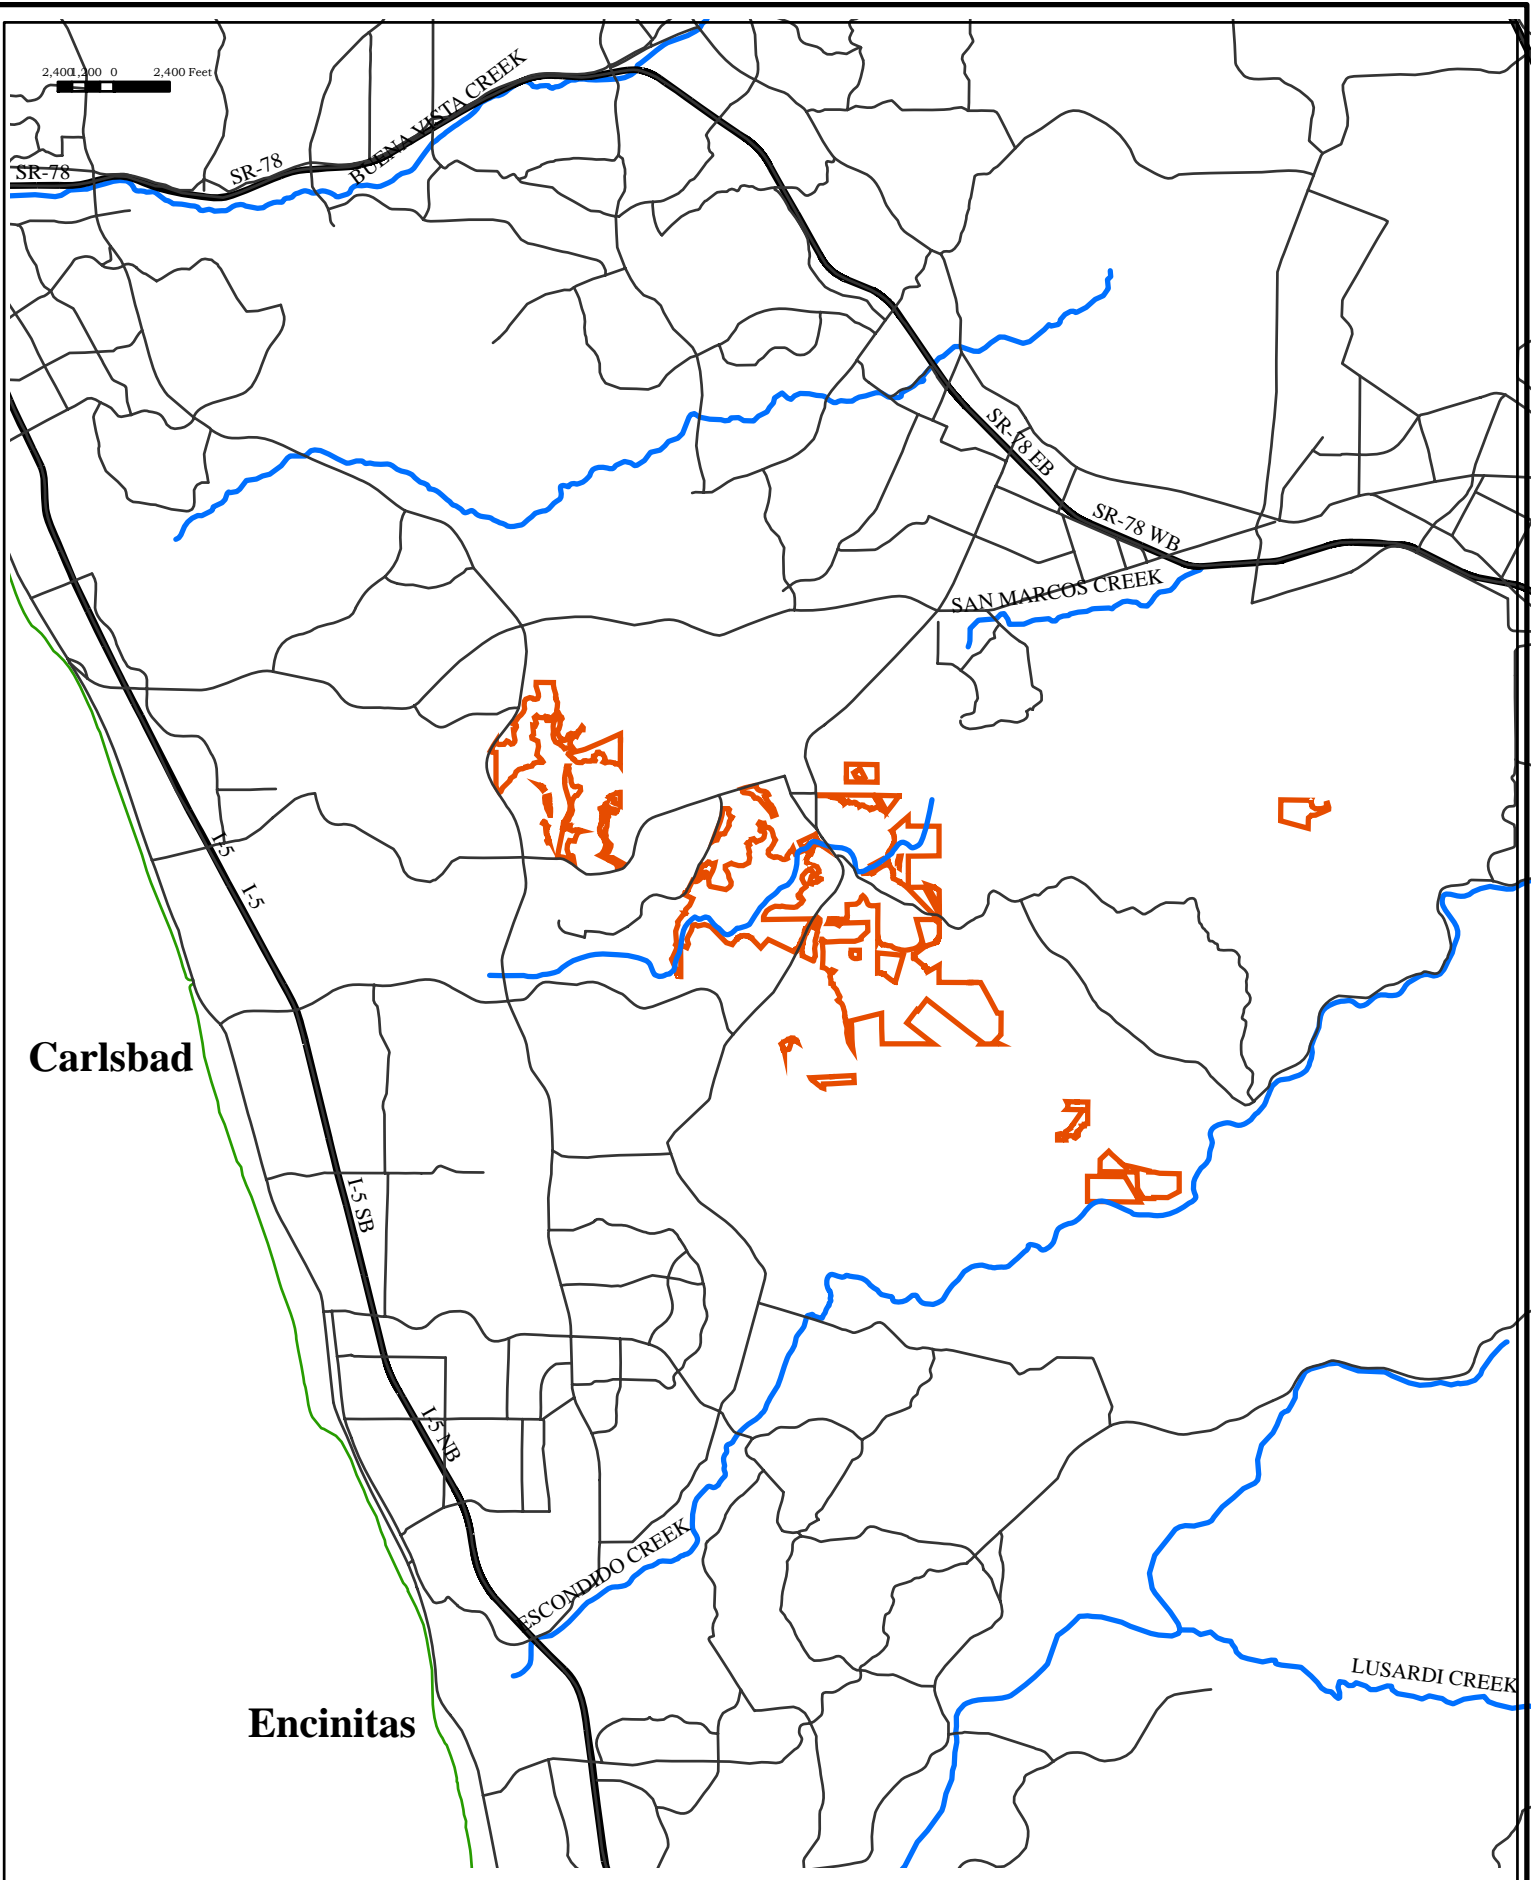 2,400 1,200 0 2,400 Feet
BUENA VISTA CREEK
SR-78
SR-78
SR-78 EB
SR-78 WB
SAN MARCOS CREEK
I-5
I-5
Carlsbad
I-5 SB
I-5 NB
ESCONDIDO CREEK
LUSARDI CREEK
Encinitas